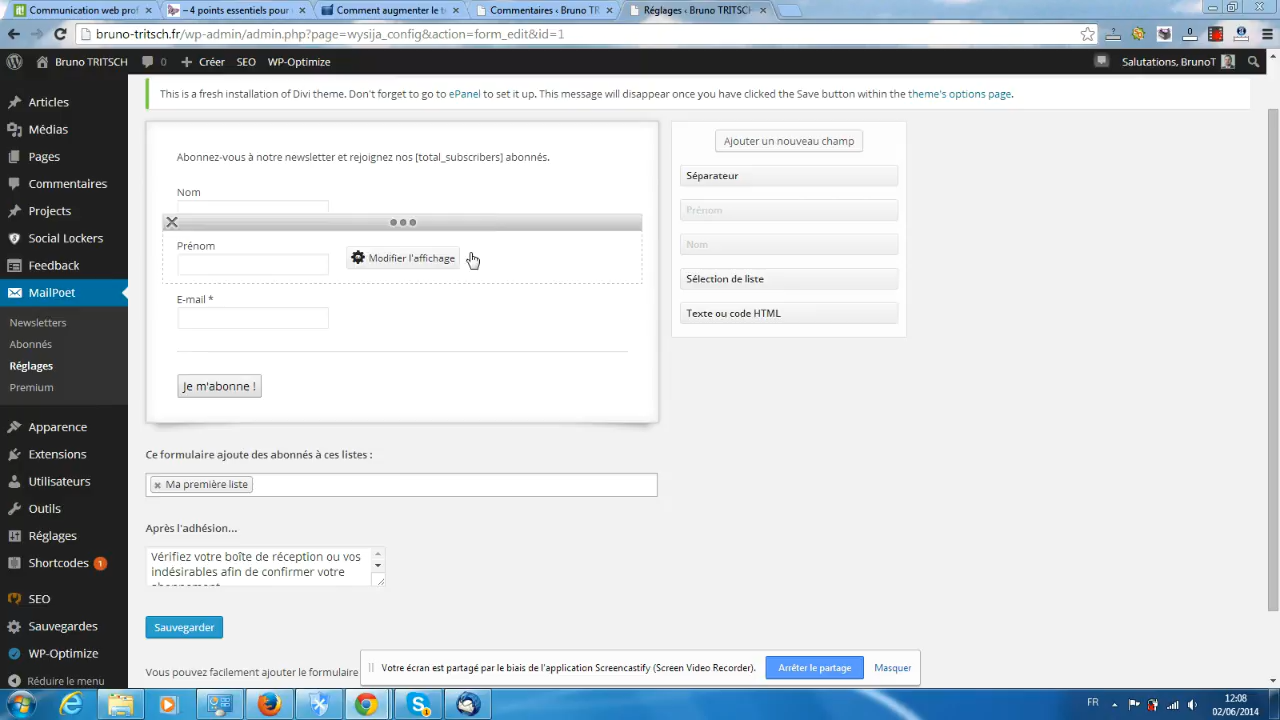 Communication web prof
– 4 points essentiels pour
Comment augmenter le t
Commentaires ‹ Bruno TR
Réglages ‹ Bruno TRITSCH
bruno-tritsch.fr/wp-admin/admin.php?page=wysija_config&action=form_edit&id=1
Bruno TRITSCH
0
Créer
SEO
WP-Optimize
Salutations, BrunoT
Articles
Médias
Pages
Commentaires
Projects
Social Lockers
Feedback
MailPoet
Newsletters
Abonnés
Réglages
Premium
Apparence
Extensions
Utilisateurs
Outils
Réglages
Shortcodes 1
SEO
Sauvegardes
WP-Optimize
Réduire le menu
This is a fresh installation of Divi theme. Don't forget to go to ePanel to set it up. This message will disappear once you have clicked the Save button within the theme's options page.
Abonnez-vous à notre newsletter et rejoignez nos [total_subscribers] abonnés.
Nom
Prénom
Modifier l'affichage
E-mail *
Je m'abonne !
Ajouter un nouveau champ
Séparateur
Prénom
Nom
Sélection de liste
Texte ou code HTML
Ce formulaire ajoute des abonnés à ces listes :
Ma première liste
Après l'adhésion...
Vérifiez votre boîte de réception ou vos
indésirables afin de confirmer votre
abonnement
Sauvegarder
Vous pouvez facilement ajouter le formulaire
Votre écran est partagé par le biais de l'application Screencastify (Screen Video Recorder).
Arrêter le partage
Masquer
FR
12:08
02/06/2014